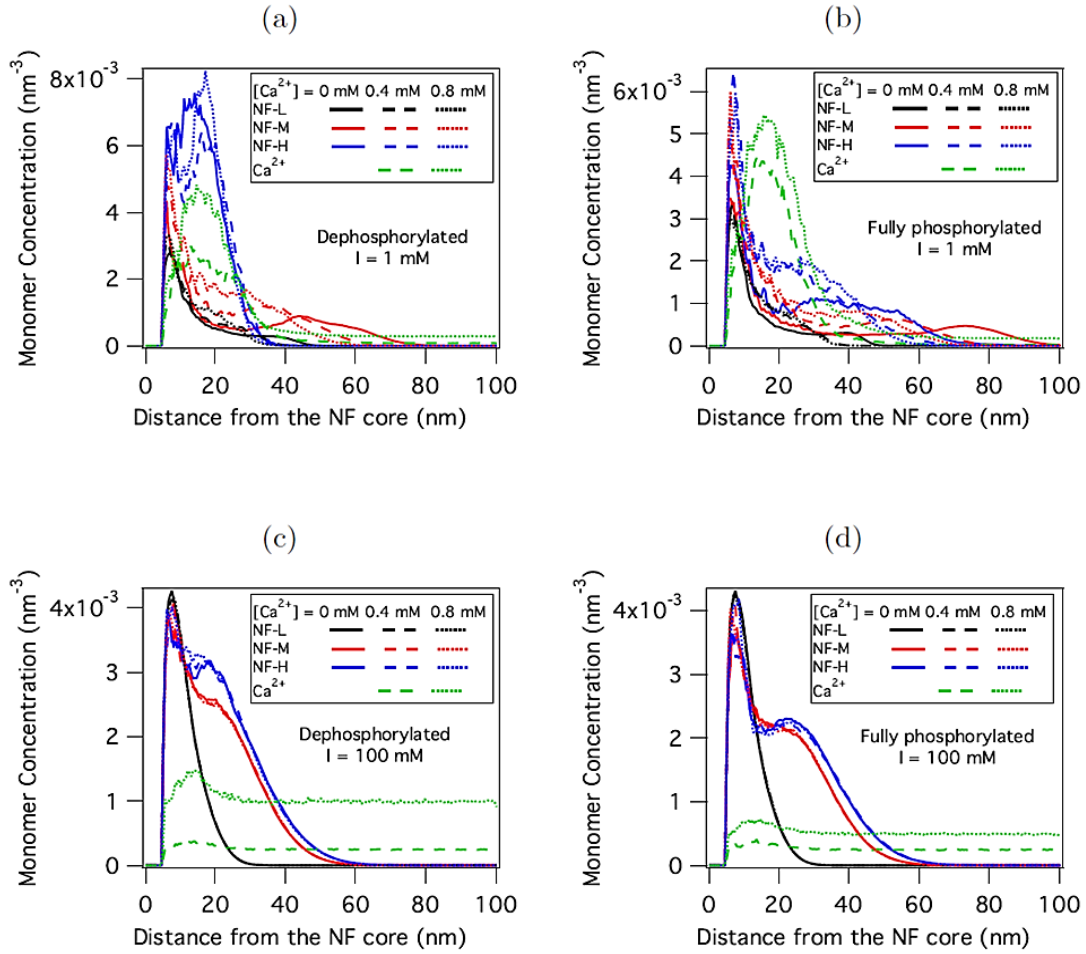 (a)
Monomer Concentration (nm⁻³)
8x10⁻³
6
4
2
0
[Ca²⁺] = 0 mM 0.4 mM 0.8 mM
NF-L
NF-M
NF-H
Ca²⁺
Dephosphorylated
I = 1 mM
0 20 40 60 80 100
Distance from the NF core (nm)
(b)
Monomer Concentration (nm⁻³)
6x10⁻³
5
4
3
2
1
0
[Ca²⁺] = 0 mM 0.4 mM 0.8 mM
NF-L
NF-M
NF-H
Ca²⁺
Fully phosphorylated
I = 1 mM
0 20 40 60 80 100
Distance from the NF core (nm)
(c)
Monomer Concentration (nm⁻³)
4x10⁻³
3
2
1
0
[Ca²⁺] = 0 mM 0.4 mM 0.8 mM
NF-L
NF-M
NF-H
Ca²⁺
Dephosphorylated
I = 100 mM
0 20 40 60 80 100
Distance from the NF core (nm)
(d)
Monomer Concentration (nm⁻³)
4x10⁻³
3
2
1
0
[Ca²⁺] = 0 mM 0.4 mM 0.8 mM
NF-L
NF-M
NF-H
Ca²⁺
Fully phosphorylated
I = 100 mM
0 20 40 60 80 100
Distance from the NF core (nm)